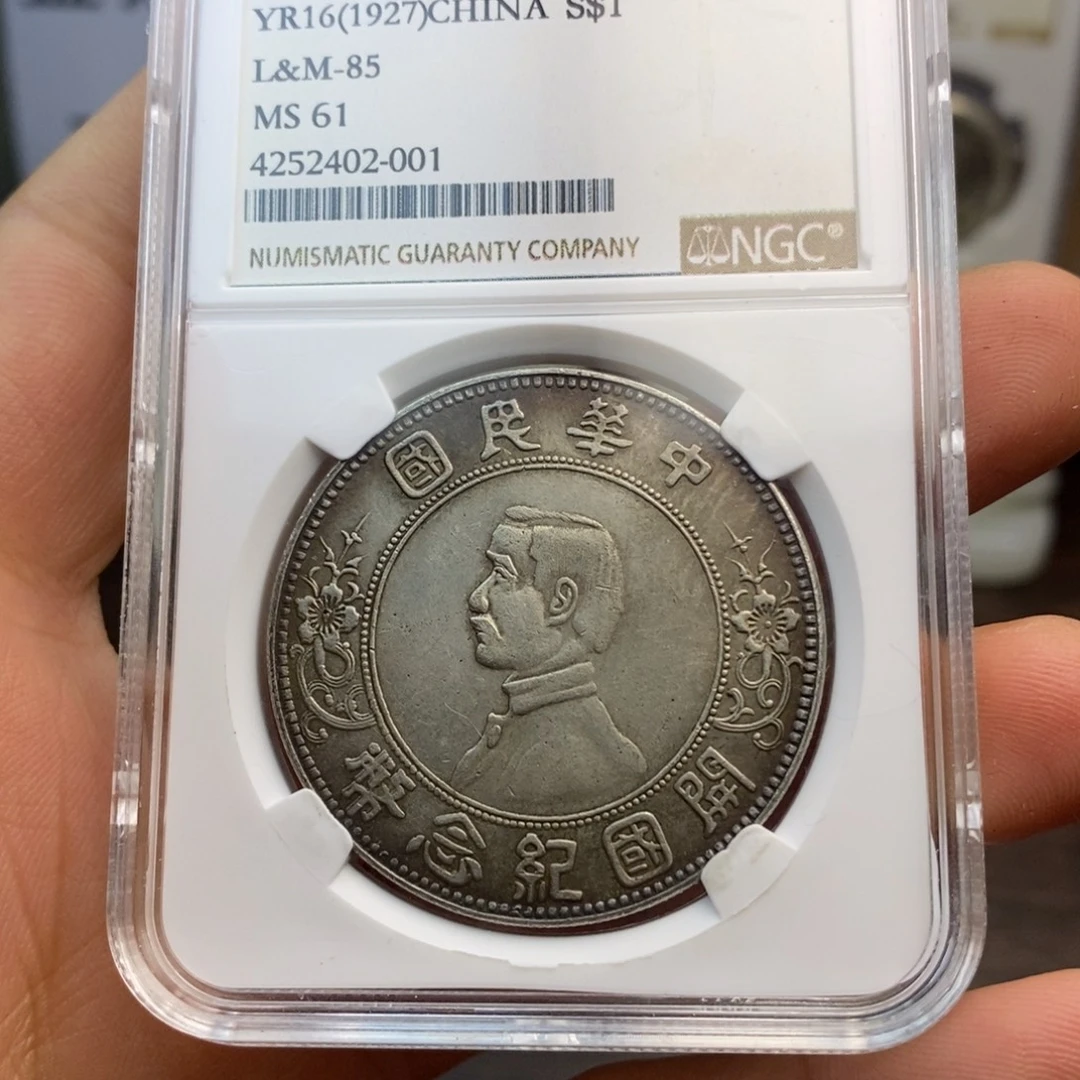 YR16(1927)CHINA S$1
L&M-85
MS 61
4252402-001
NUMISMATIC GUARANTY COMPANY
NGC®
中華民國
開國紀念幣